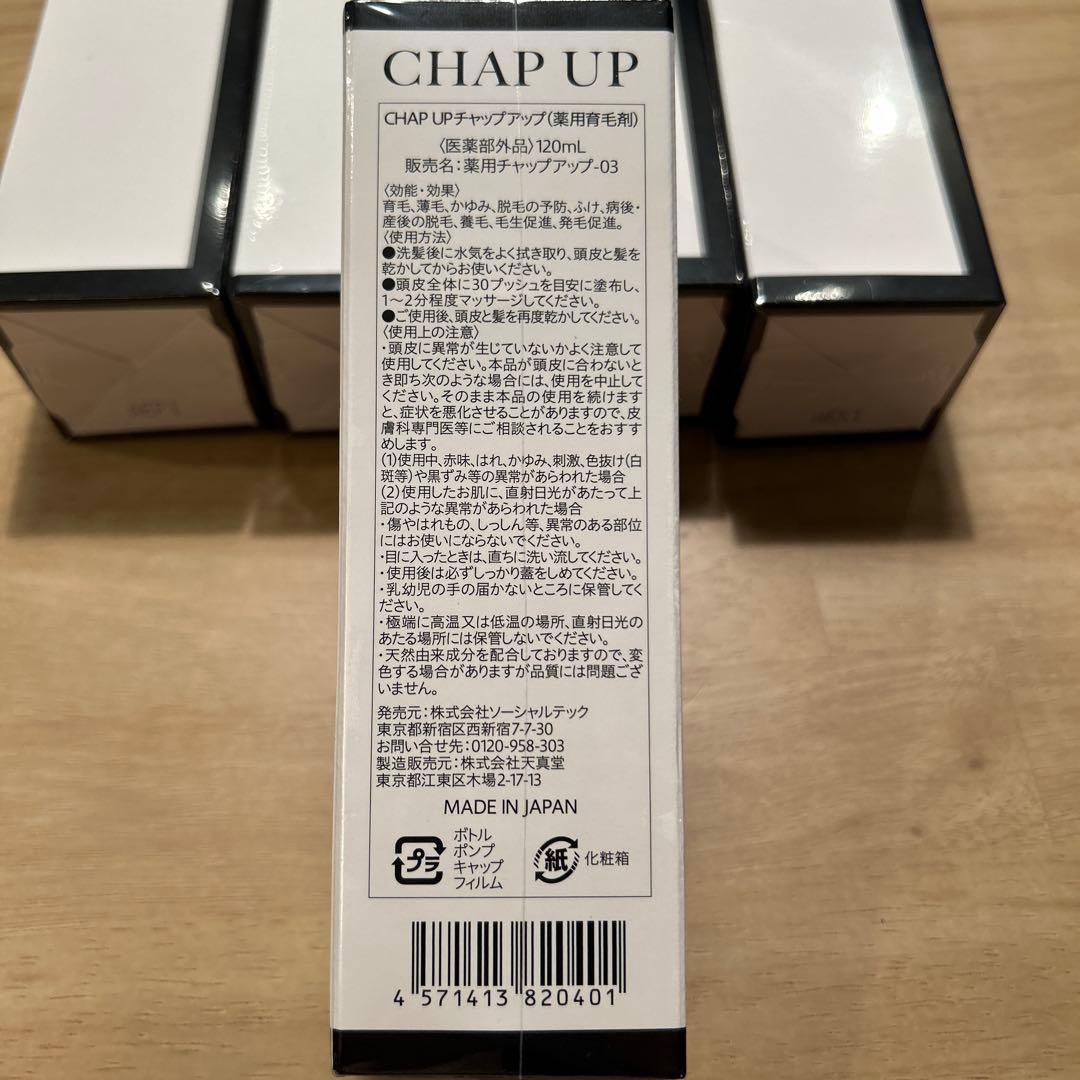 CHAP UP
CHAP UPチャップアップ(薬用育毛剤)
〈医薬部外品〉120mL
販売名:薬用チャップアップ-03
〈効能・効果〉
育毛、薄毛、かゆみ、脱毛の予防、ふけ、病後・
産後の脱毛、養毛、毛生促進、発毛促進。
〈使用方法〉
●洗髪後に水気をよく拭き取り、頭皮と髪を
乾かしてからお使いください。
●頭皮全体に30プッシュを目安に塗布し、
1〜2分程度マッサージしてください。
●ご使用後、頭皮と髪を再度乾かしてください。
〈使用上の注意〉
・頭皮に異常が生じていないかよく注意して
使用してください。本品が頭皮に合わないと
き即ち次のような場合には、使用を中止して
ください。そのまま本品の使用を続けます
と、症状を悪化させることがありますので、皮
膚科専門医等にご相談されることをおすす
めします。
(1)使用中、赤味、はれ、かゆみ、刺激、色抜け(白
斑等)や黒ずみ等の異常があらわれた場合
(2)使用したお肌に、直射日光があたって上
記のような異常があらわれた場合
・傷やはれもの、しっしん等、異常のある部位
にはお使いにならないでください。
・目に入ったときは、直ちに洗い流してください。
・使用後は必ずしっかり蓋をしめてください。
・乳幼児の手の届かないところに保管してく
ださい。
・極端に高温又は低温の場所、直射日光の
あたる場所には保管しないでください。
・天然由来成分を配合しておりますので、変
色する場合がありますが品質には問題ござ
いません。
発売元:株式会社ソーシャルテック
東京都新宿区西新宿7-7-30
お問い合せ先:0120-958-303
製造販売元:株式会社天真堂
東京都江東区木場2-17-13
MADE IN JAPAN
プラ
ボトル
ポンプ
キャップ
フィルム
紙
化粧箱
4 571413 820401